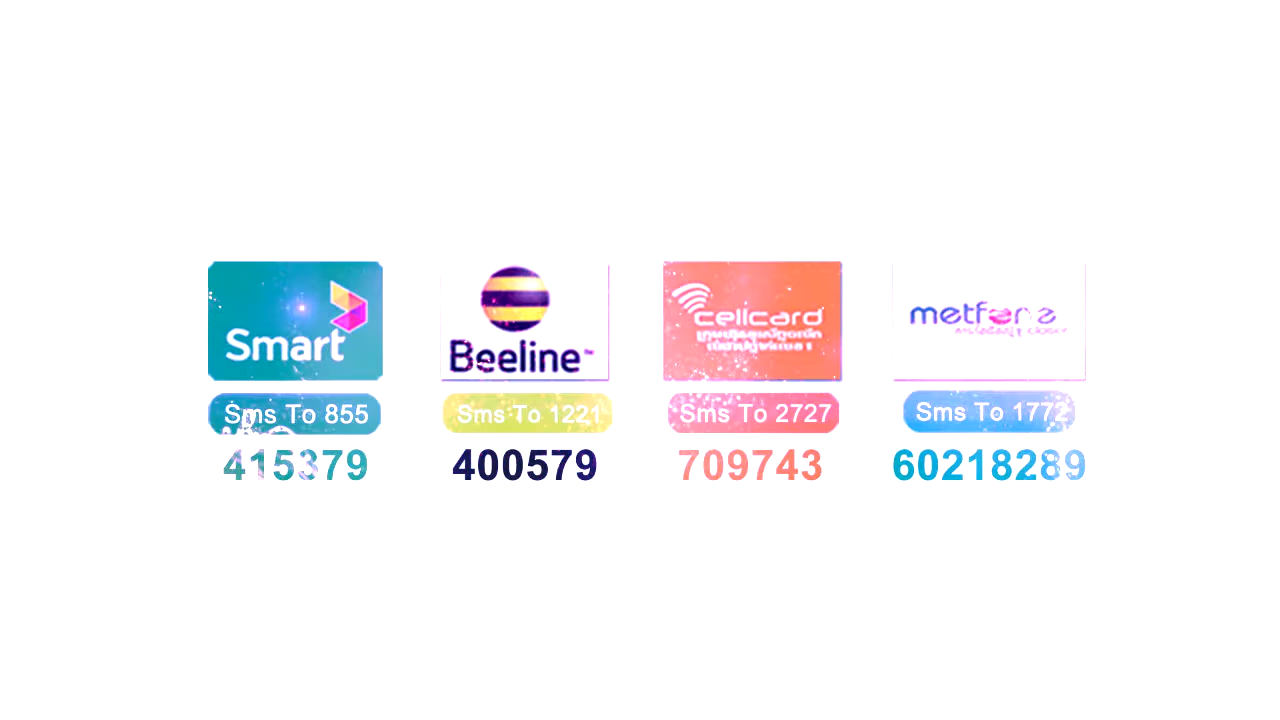 Smart
Sms To 855
415379
Beeline
Sms To 1221
400579
cellcard
Sms To 2727
709743
metfone
Sms To 1772
60218289